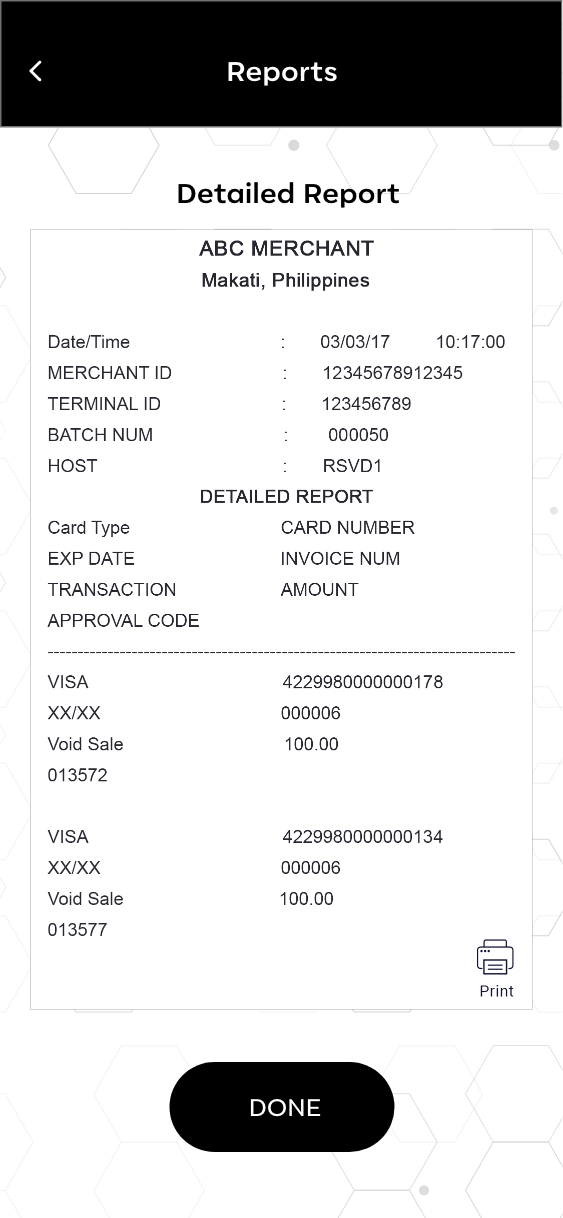 Reports
Detailed Report
ABC MERCHANT
Makati, Philippines
Date/Time : 03/03/17 10:17:00
MERCHANT ID : 12345678912345
TERMINAL ID : 123456789
BATCH NUM : 000050
HOST : RSVD1
DETAILED REPORT
Card Type CARD NUMBER
EXP DATE INVOICE NUM
TRANSACTION AMOUNT
APPROVAL CODE
------------------------------------------------------------------------------
VISA 4229980000000178
XX/XX 000006
Void Sale 100.00
013572
VISA 4229980000000134
XX/XX 000006
Void Sale 100.00
013577
Print
DONE